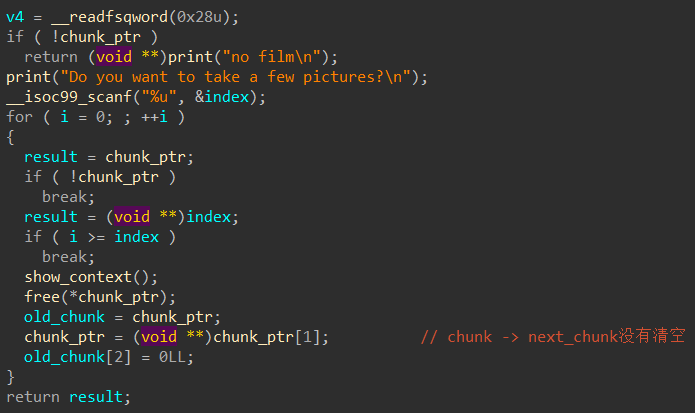 v4 = __readfsqword(0x28u);
if ( !chunk_ptr )
  return (void **)print("no film\n");
print("Do you want to take a few pictures?\n");
__isoc99_scanf("%u", &index);
for ( i = 0; ; ++i )
{
  result = chunk_ptr;
  if ( !chunk_ptr )
    break;
  result = (void **)index;
  if ( i >= index )
    break;
  show_context();
  free(*chunk_ptr);
  old_chunk = chunk_ptr;
  chunk_ptr = (void **)chunk_ptr[1];            // chunk -> next_chunk没有清空
  old_chunk[2] = 0LL;
}
return result;